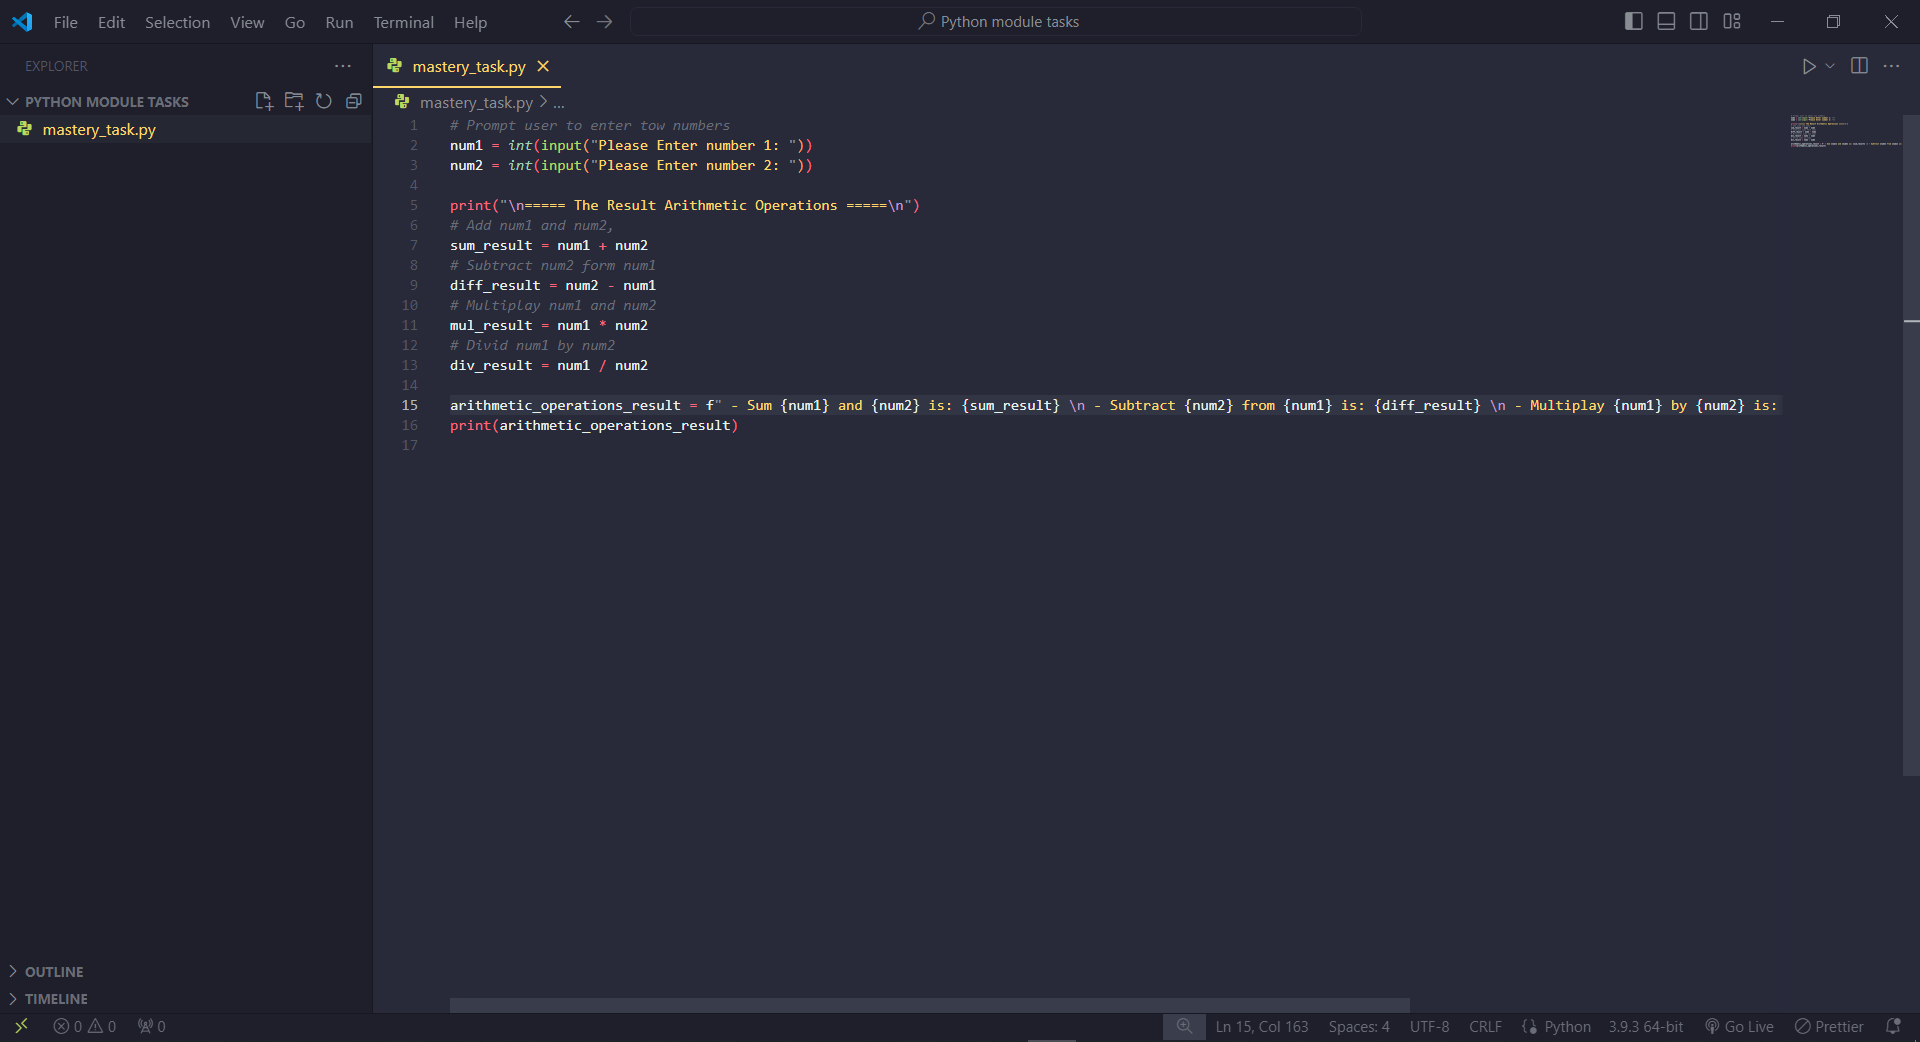 File Edit Selection View Go Run Terminal Help
Python module tasks
EXPLORER
PYTHON MODULE TASKS
mastery_task.py
OUTLINE
TIMELINE
mastery_task.py
mastery_task.py > ...
1 # Prompt user to enter tow numbers
2 num1 = int(input("Please Enter number 1: "))
3 num2 = int(input("Please Enter number 2: "))
4
5 print("\n===== The Result Arithmetic Operations =====\n")
6 # Add num1 and num2,
7 sum_result = num1 + num2
8 # Subtract num2 form num1
9 diff_result = num2 - num1
10 # Multiplay num1 and num2
11 mul_result = num1 * num2
12 # Divid num1 by num2
13 div_result = num1 / num2
14
15 arithmetic_operations_result = f" - Sum {num1} and {num2} is: {sum_result} \n - Subtract {num2} from {num1} is: {diff_result} \n - Multiplay {num1} by {num2} is:
16 print(arithmetic_operations_result)
17
0 0 0
Ln 15, Col 163 Spaces: 4 UTF-8 CRLF Python 3.9.3 64-bit Go Live Prettier